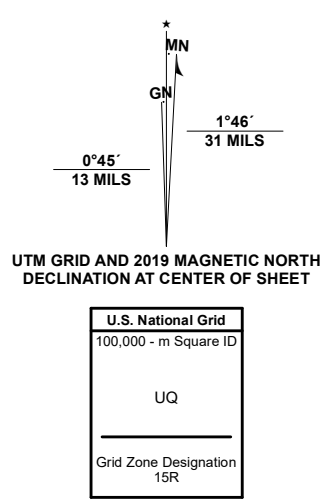 ★
MN
GN
1°46´
31 MILS
0°45´
13 MILS
UTM GRID AND 2019 MAGNETIC NORTH
DECLINATION AT CENTER OF SHEET
U.S. National Grid
100,000 - m Square ID
UQ
Grid Zone Designation
15R